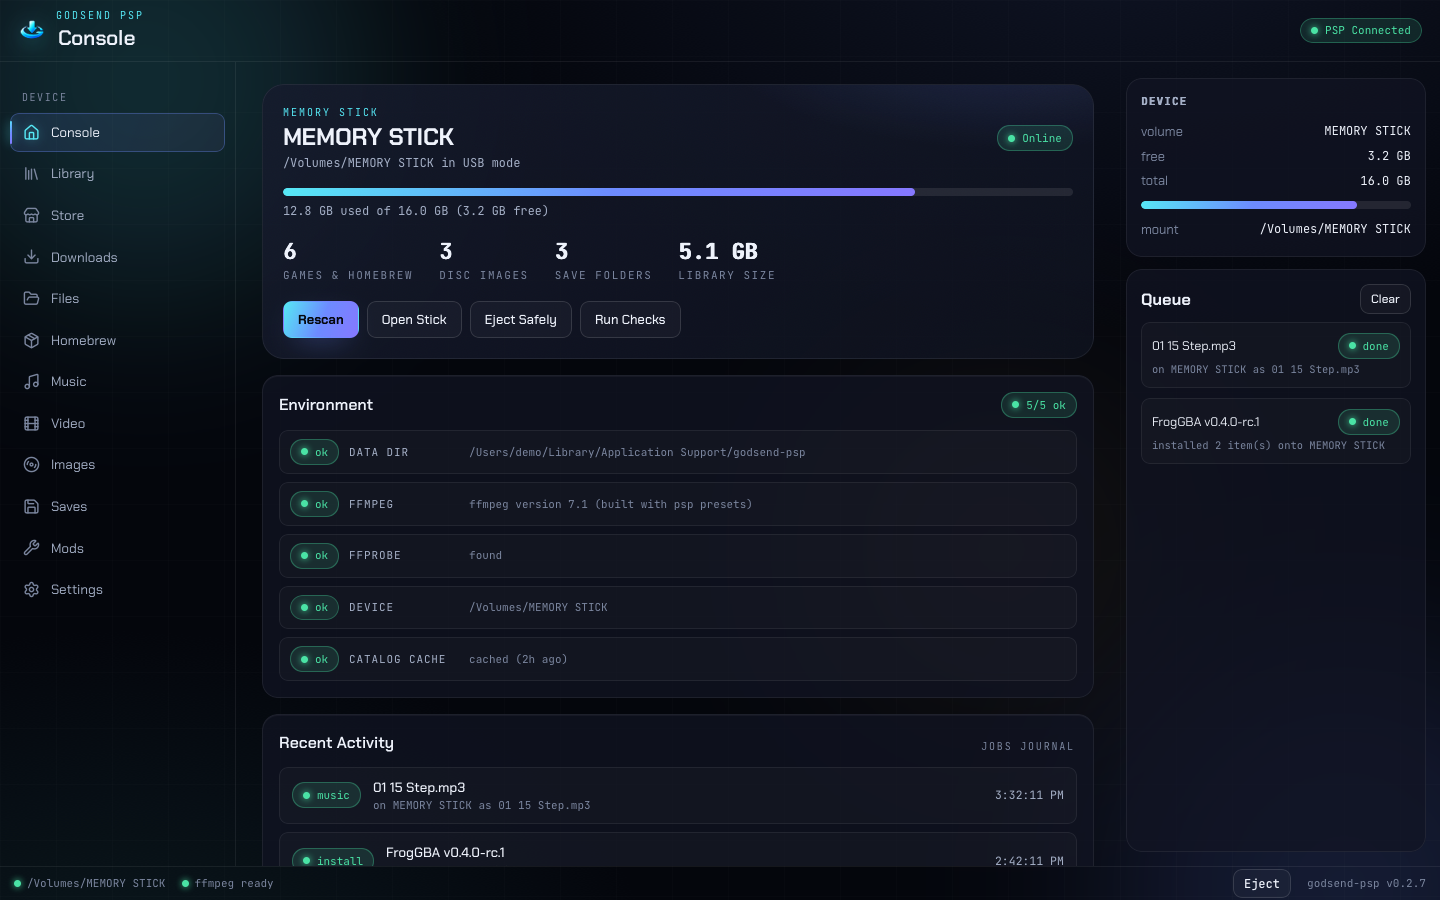 GODSEND PSP
Console
PSP Connected
DEVICE
Console
Library
Store
Downloads
Files
Homebrew
Music
Video
Images
Saves
Mods
Settings
MEMORY STICK
MEMORY STICK
Online
/Volumes/MEMORY STICK in USB mode
12.8 GB used of 16.0 GB (3.2 GB free)
6 3 3 5.1 GB
GAMES & HOMEBREW DISC IMAGES SAVE FOLDERS LIBRARY SIZE
Rescan Open Stick Eject Safely Run Checks
Environment 5/5 ok
ok DATA DIR /Users/demo/Library/Application Support/godsend-psp
ok FFMPEG ffmpeg version 7.1 (built with psp presets)
ok FFPROBE found
ok DEVICE /Volumes/MEMORY STICK
ok CATALOG CACHE cached (2h ago)
Recent Activity JOBS JOURNAL
music 01 15 Step.mp3 3:32:11 PM
on MEMORY STICK as 01 15 Step.mp3
install FrogGBA v0.4.0-rc.1 2:42:11 PM
DEVICE
volume MEMORY STICK
free 3.2 GB
total 16.0 GB
mount /Volumes/MEMORY STICK
Queue Clear
01 15 Step.mp3 done
on MEMORY STICK as 01 15 Step.mp3
FrogGBA v0.4.0-rc.1 done
installed 2 item(s) onto MEMORY STICK
/Volumes/MEMORY STICK ffmpeg ready Eject godsend-psp v0.2.7